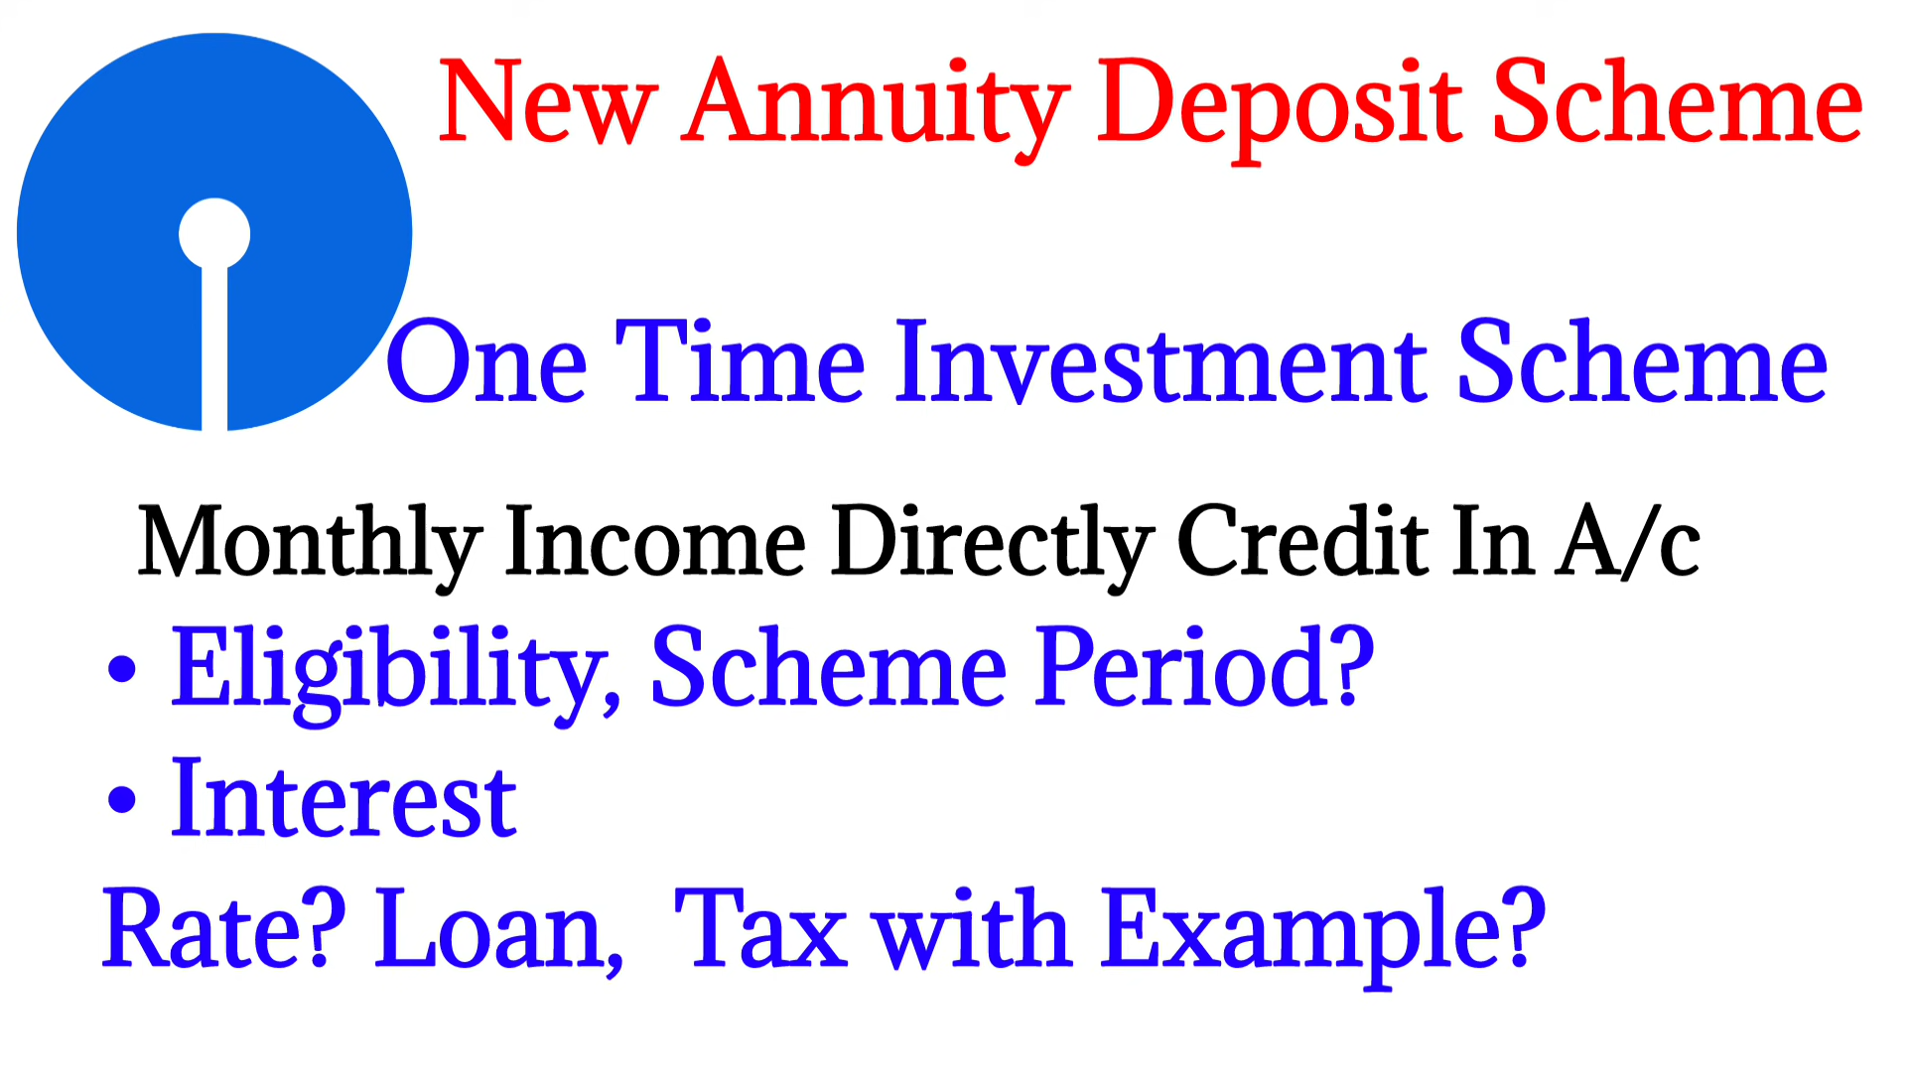 New Annuity Deposit Scheme
One Time Investment Scheme
Monthly Income Directly Credit In A/c
• Eligibility, Scheme Period?
• Interest
Rate? Loan, Tax with Example?